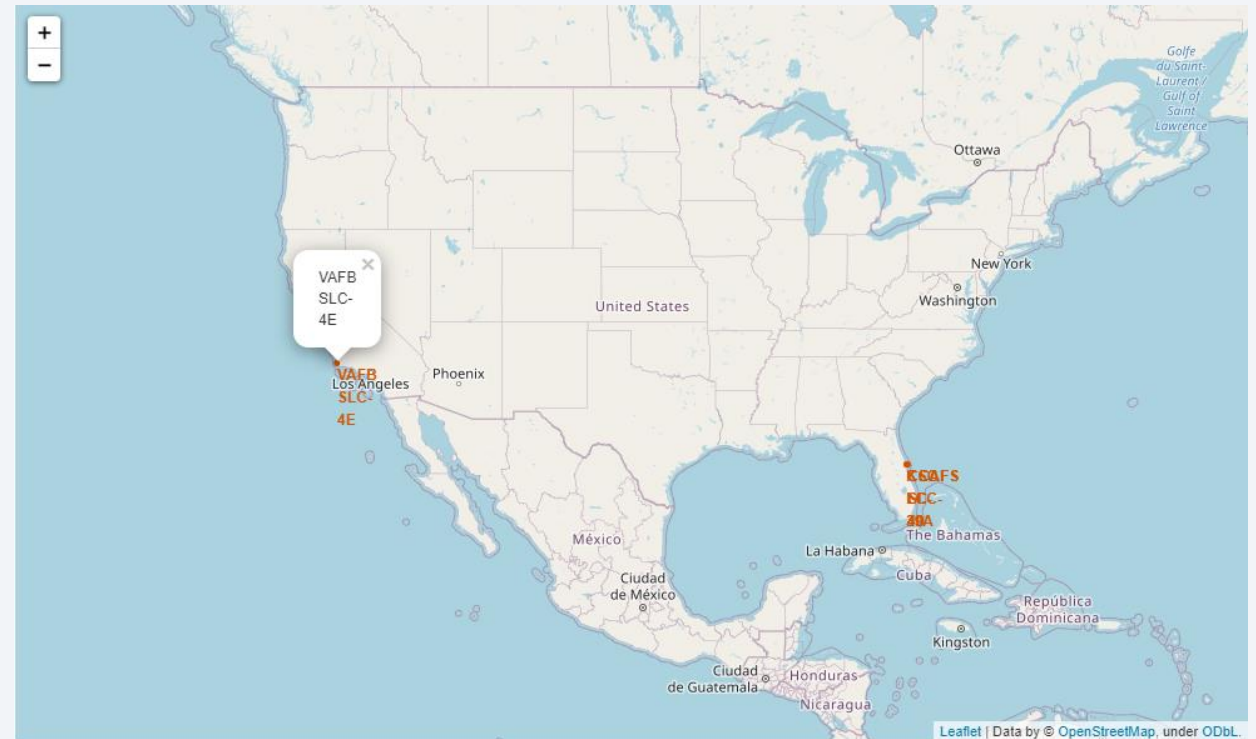 +
−
Golfe
du Saint-
Laurent /
Gulf of
Saint
Lawrence
Ottawa
New York
Washington
United States
VAFB
SLC-
4E
×
VAFB
SLC-
4E
Los Angeles
Phoenix
México
Ciudad
de México
La Habana
The Bahamas
Cuba
República
Dominicana
Kingston
Ciudad
de Guatemala
Honduras
Nicaragua
Leaflet | Data by © OpenStreetMap, under ODbL.